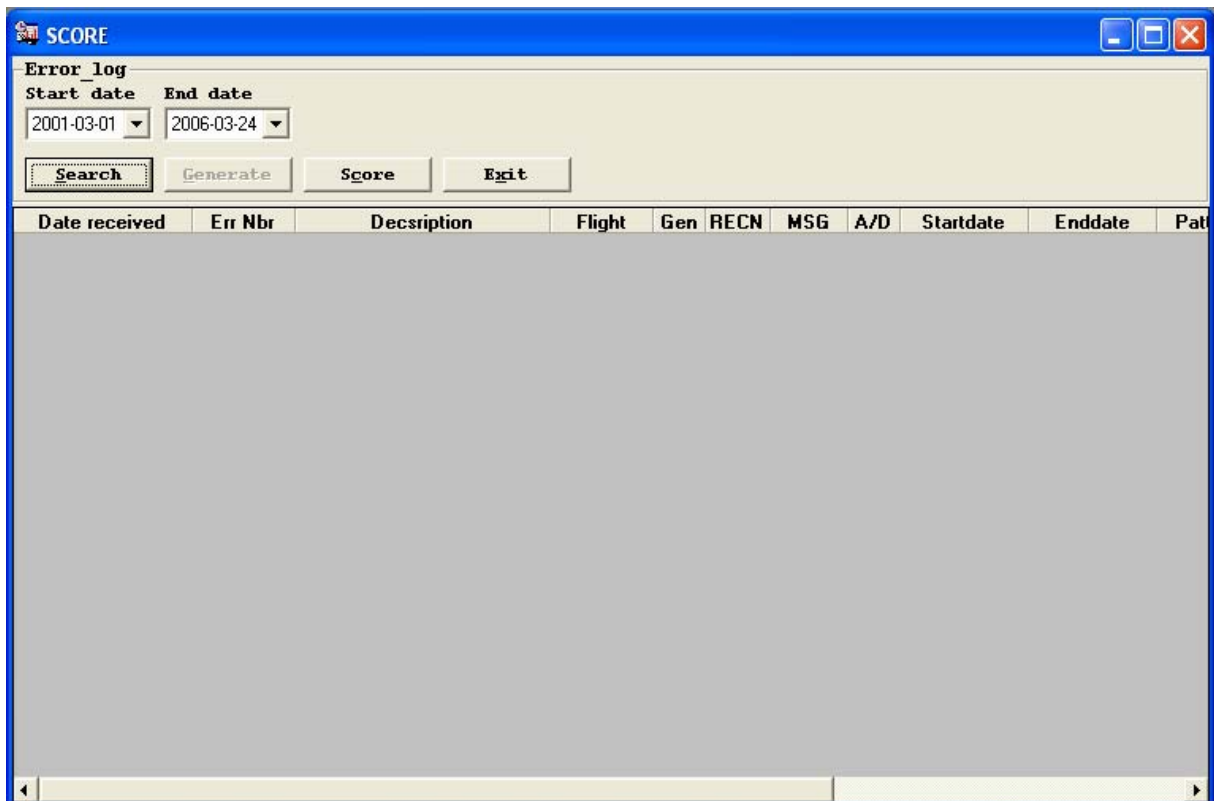 SCORE
Error_log
Start date End date
2001-03-01 2006-03-24
Search Generate Score Exit
Date received Err Nbr Decsription Flight Gen RECN MSG A/D Startdate Enddate